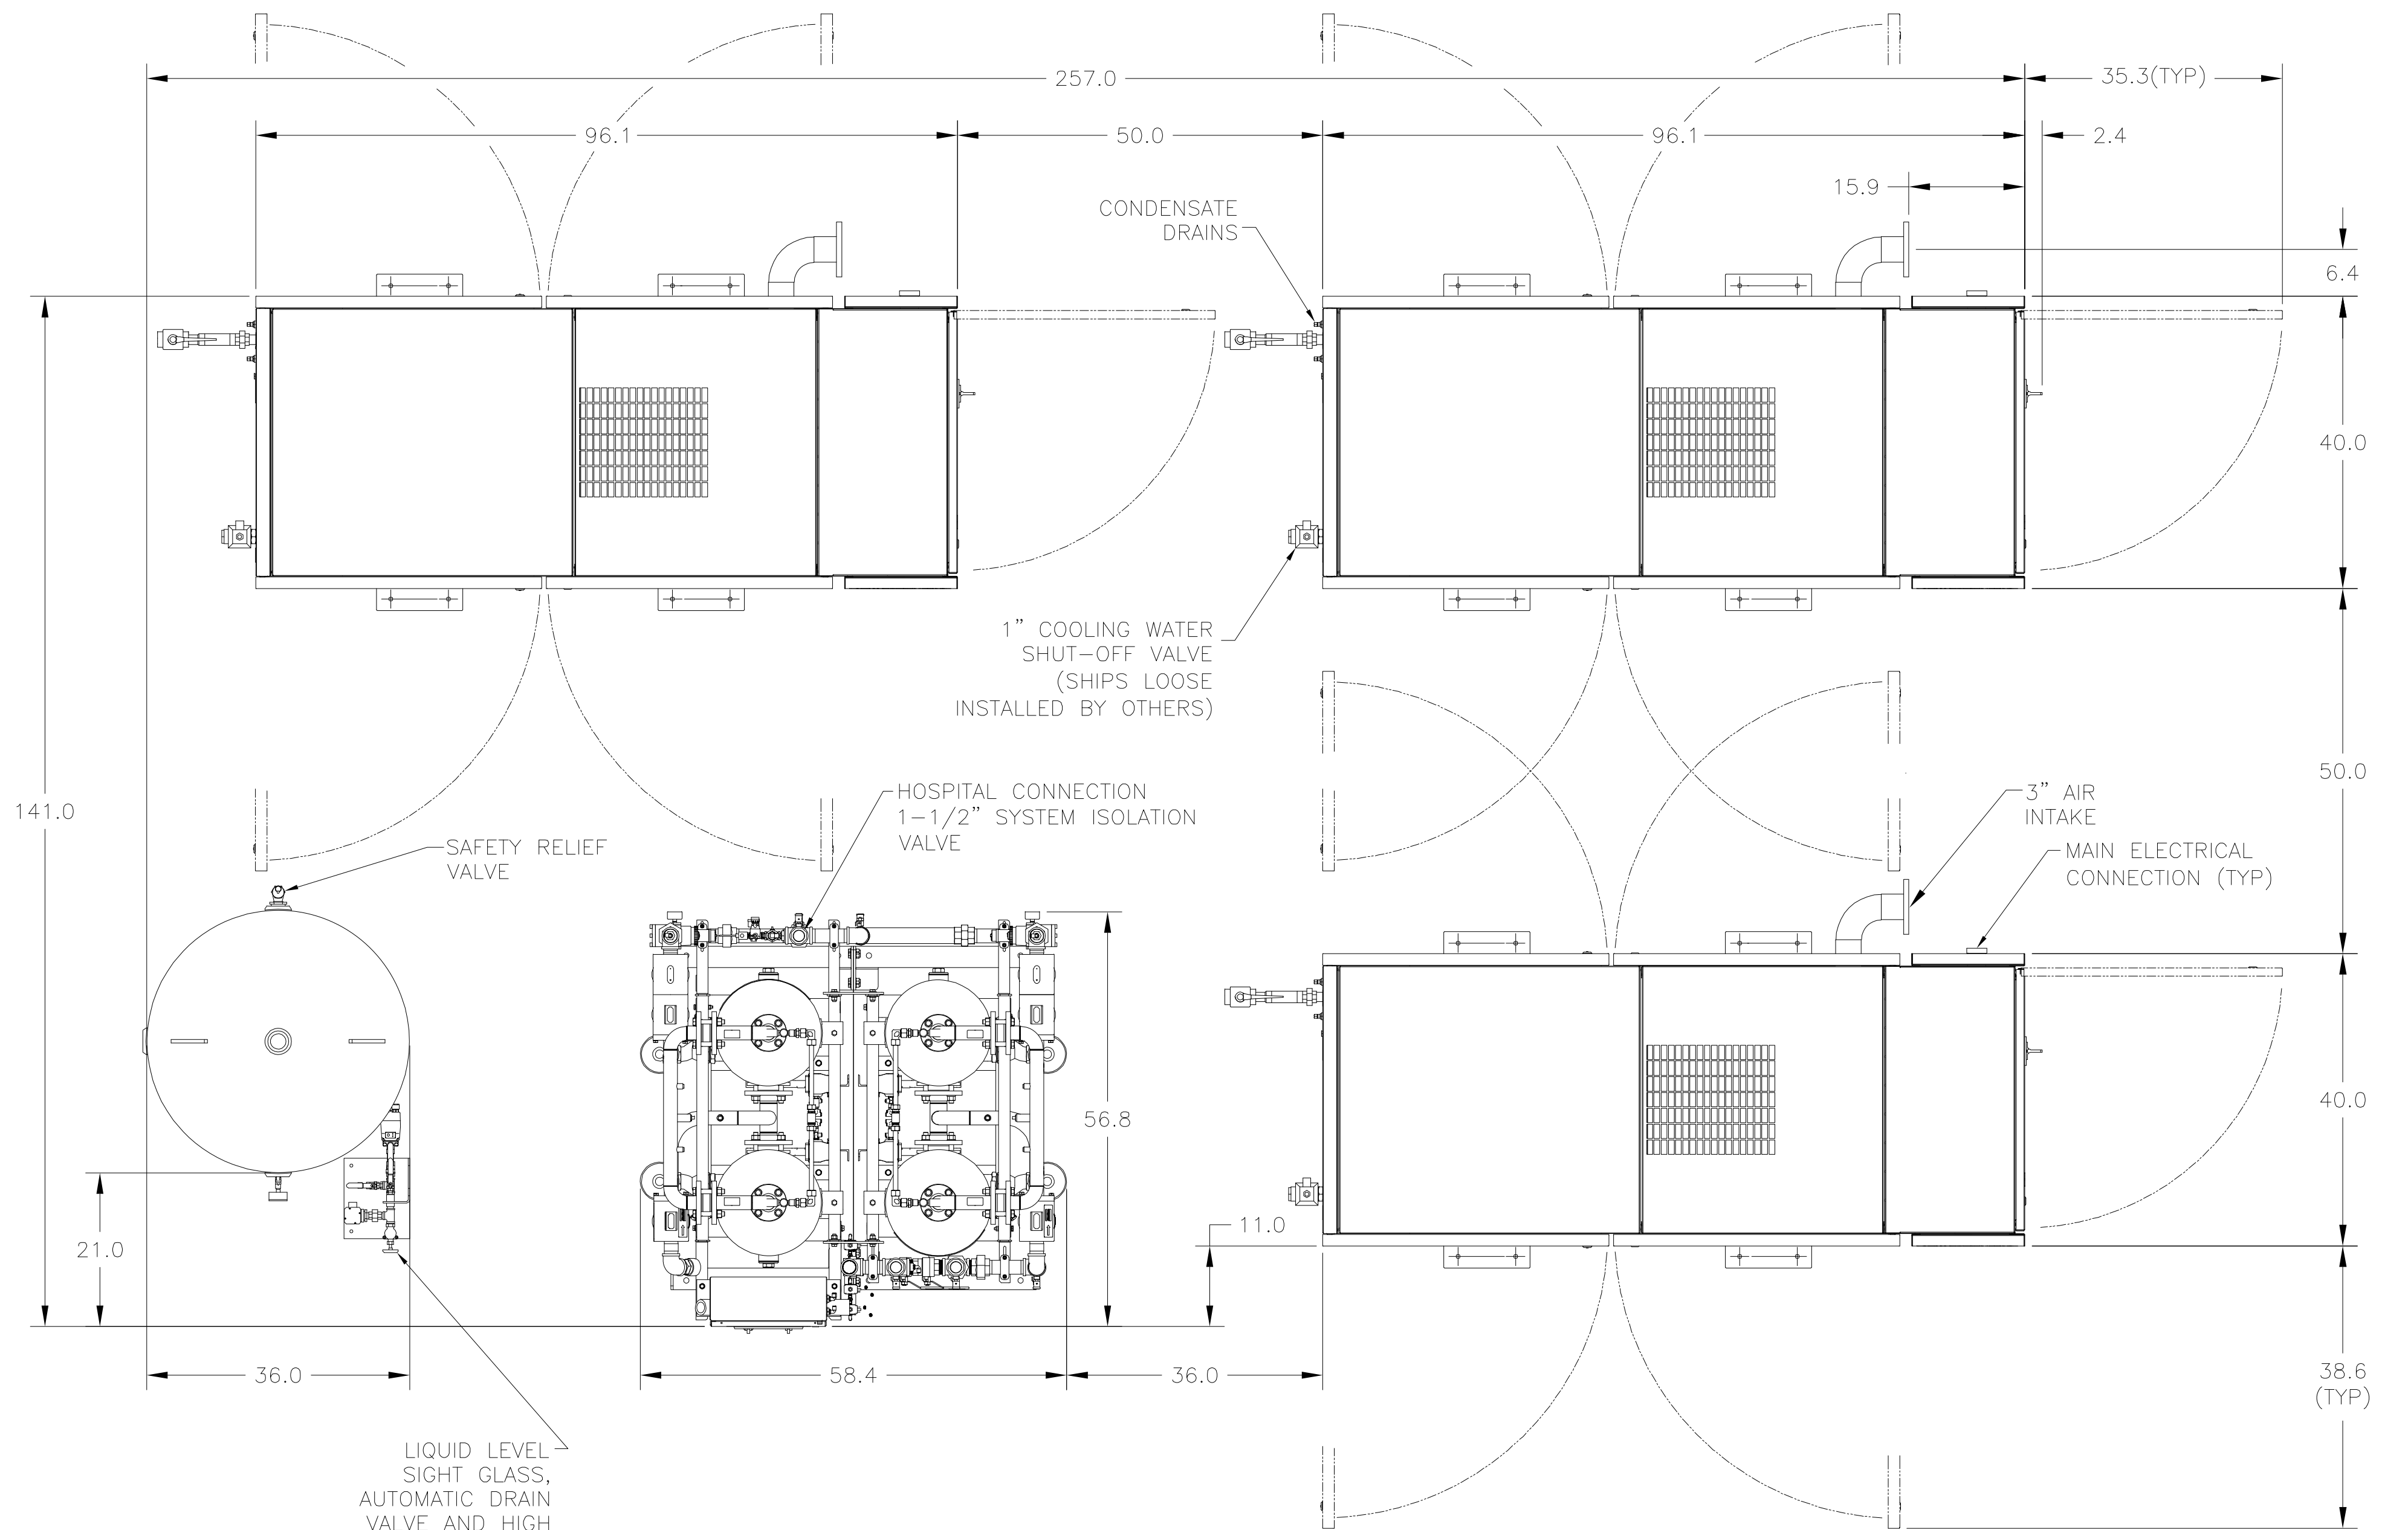 257.0
35.3(TYP)
96.1
50.0
96.1
2.4
15.9
CONDENSATE
DRAINS
6.4
40.0
1" COOLING WATER
SHUT-OFF VALVE
(SHIPS LOOSE
INSTALLED BY OTHERS)
50.0
141.0
HOSPITAL CONNECTION
1-1/2" SYSTEM ISOLATION
VALVE
3" AIR
INTAKE
SAFETY RELIEF
VALVE
MAIN ELECTRICAL
CONNECTION (TYP)
56.8
40.0
21.0
11.0
36.0
58.4
36.0
38.6
(TYP)
LIQUID LEVEL
SIGHT GLASS,
AUTOMATIC DRAIN
VALVE AND HIGH